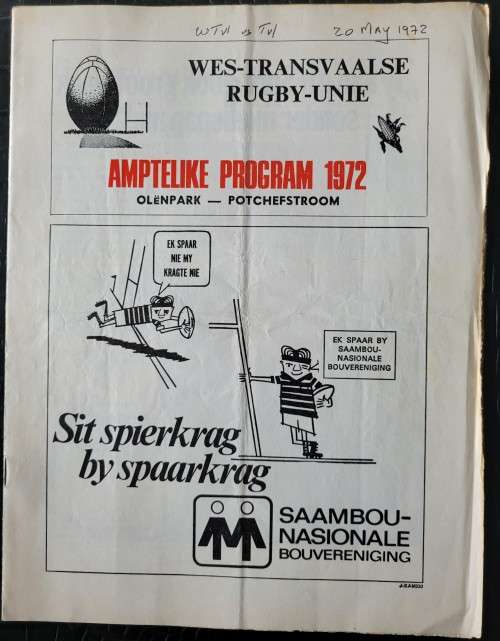 WTvl vs Tvl 20 May 1972
WES-TRANSVAALSE
RUGBY-UNIE
AMPTELIKE PROGRAM 1972
OLËNPARK — POTCHEFSTROOM
EK SPAAR
NIE MY
KRAGTE NIE
EK SPAAR BY
SAAMBOU-
NASIONALE
BOUVERENIGING
Sit spierkrag
by spaarkrag
SAAMBOU-
NASIONALE
BOUVERENIGING